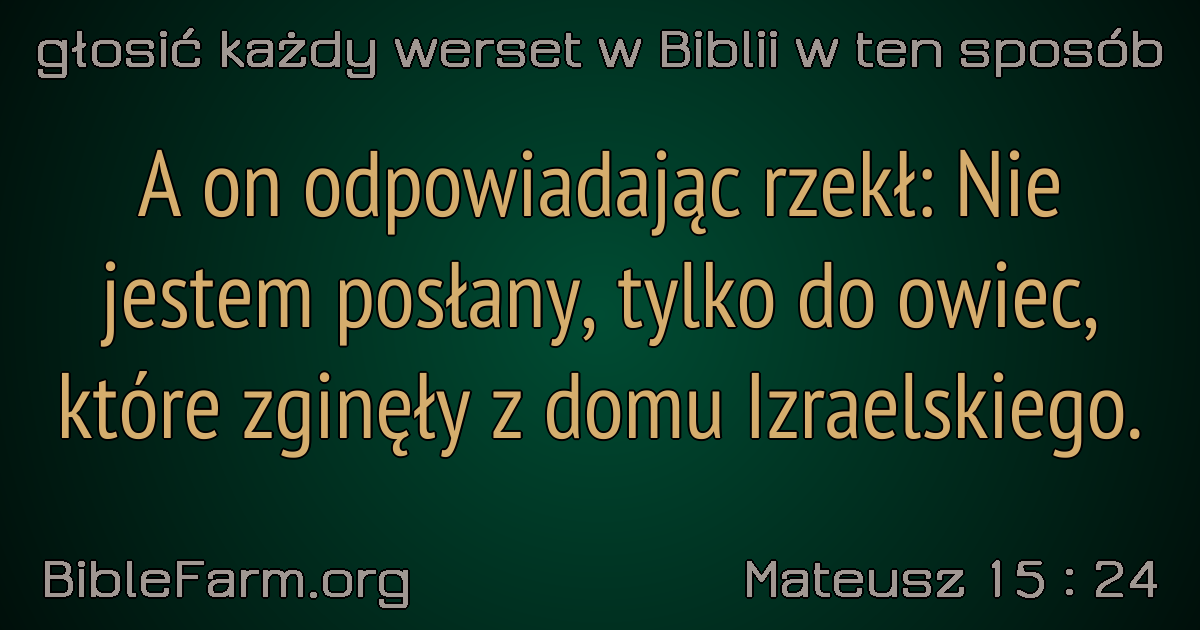 głosić każdy werset w Biblii w ten sposób
A on odpowiadając rzekł: Nie
jestem posłany, tylko do owiec,
które zginęły z domu Izraelskiego.
BibleFarm.org
Mateusz 15 : 24